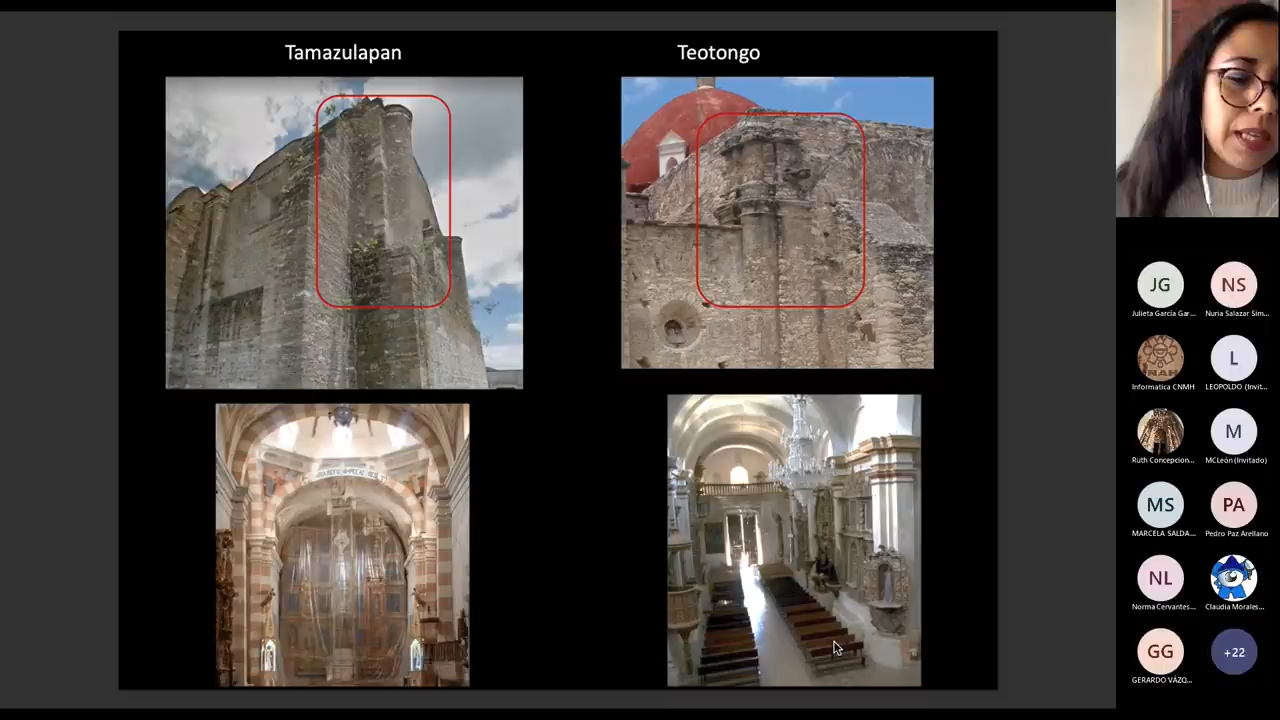 Tamazulapan
Teotongo
JG
NS
Julieta García Gar...
Nuria Salazar Sim...
INAH
L
Informatica CNMH
LEOPOLDO (Invit...
M
Ruth Concepcion...
MCLeón (Invitado)
MS
PA
MARCELA SALDA...
Pedro Paz Arellano
NL
Norma Cervantes...
Claudia Morales...
GG
+22
GERARDO VÁZQ...